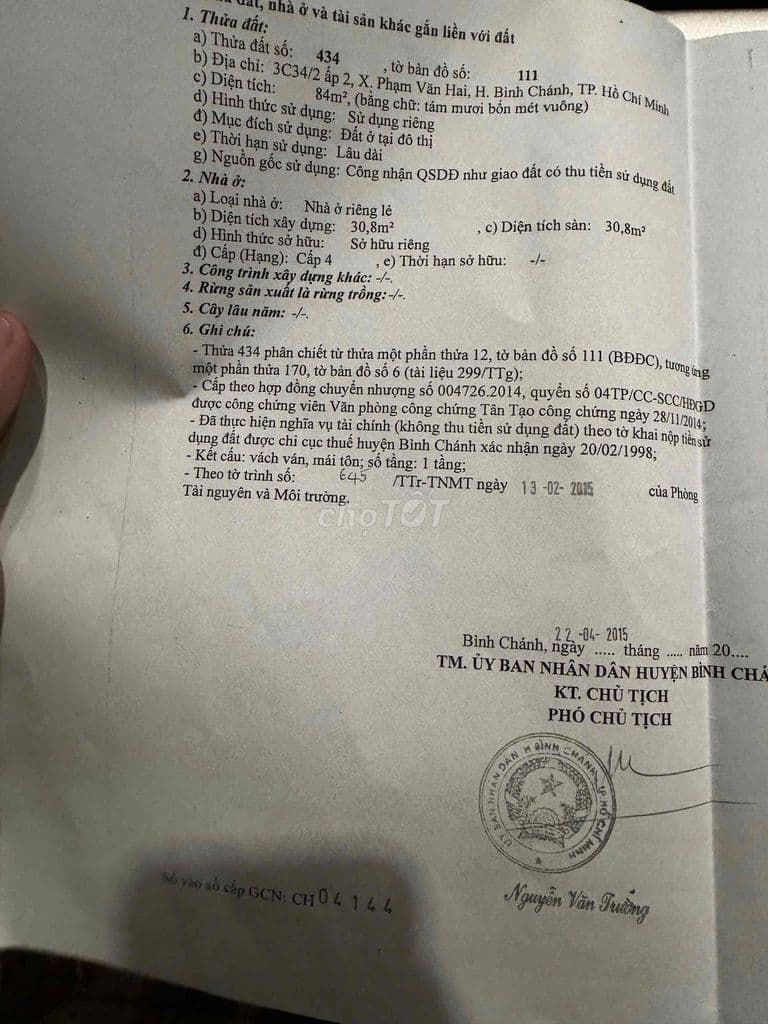 đất, nhà ở và tài sản khác gắn liền với đất
1. Thửa đất:
a) Thửa đất số: 434 , tờ bản đồ số: 111
b) Địa chỉ: 3C34/2 ấp 2, X. Phạm Văn Hai, H. Bình Chánh, TP. Hồ Chí Minh
c) Diện tích: 84m², (bằng chữ: tám mươi bốn mét vuông)
d) Hình thức sử dụng: Sử dụng riêng
đ) Mục đích sử dụng: Đất ở tại đô thị
e) Thời hạn sử dụng: Lâu dài
g) Nguồn gốc sử dụng: Công nhận QSDĐ như giao đất có thu tiền sử dụng đất
2. Nhà ở:
a) Loại nhà ở: Nhà ở riêng lẻ
b) Diện tích xây dựng: 30,8m² , c) Diện tích sàn: 30,8m²
d) Hình thức sở hữu: Sở hữu riêng
đ) Cấp (Hạng): Cấp 4 , e) Thời hạn sở hữu: -/-
3. Công trình xây dựng khác: -/-.
4. Rừng sản xuất là rừng trồng: -/-.
5. Cây lâu năm: -/-.
6. Ghi chú:
- Thửa 434 phân chiết từ thửa một phần thửa 12, tờ bản đồ số 111 (BĐĐC), tương ứng
một phần thửa 170, tờ bản đồ số 6 (tài liệu 299/TTg);
- Cấp theo hợp đồng chuyển nhượng số 004726.2014, quyển số 04TP/CC-SCC/HĐGD
được công chứng viên Văn phòng công chứng Tân Tạo công chứng ngày 28/11/2014;
- Đã thực hiện nghĩa vụ tài chính (không thu tiền sử dụng đất) theo tờ khai nộp tiền sử
dụng đất được chi cục thuế huyện Bình Chánh xác nhận ngày 20/02/1998;
- Kết cấu: vách ván, mái tôn; số tầng: 1 tầng;
- Theo tờ trình số: 645 /TTr-TNMT ngày 13-02-2015 của Phòng
Tài nguyên và Môi trường.
chợTỐT
22-04-2015
Bình Chánh, ngày ..... tháng ..... năm 20....
TM. ỦY BAN NHÂN DÂN HUYỆN BÌNH CHÁ
KT. CHỦ TỊCH
PHÓ CHỦ TỊCH
ỦY BAN NHÂN DÂN H BÌNH CHÁNH TP HỒ CHÍ MINH
Nguyễn Văn Trường
Số vào sổ cấp GCN: CH04144